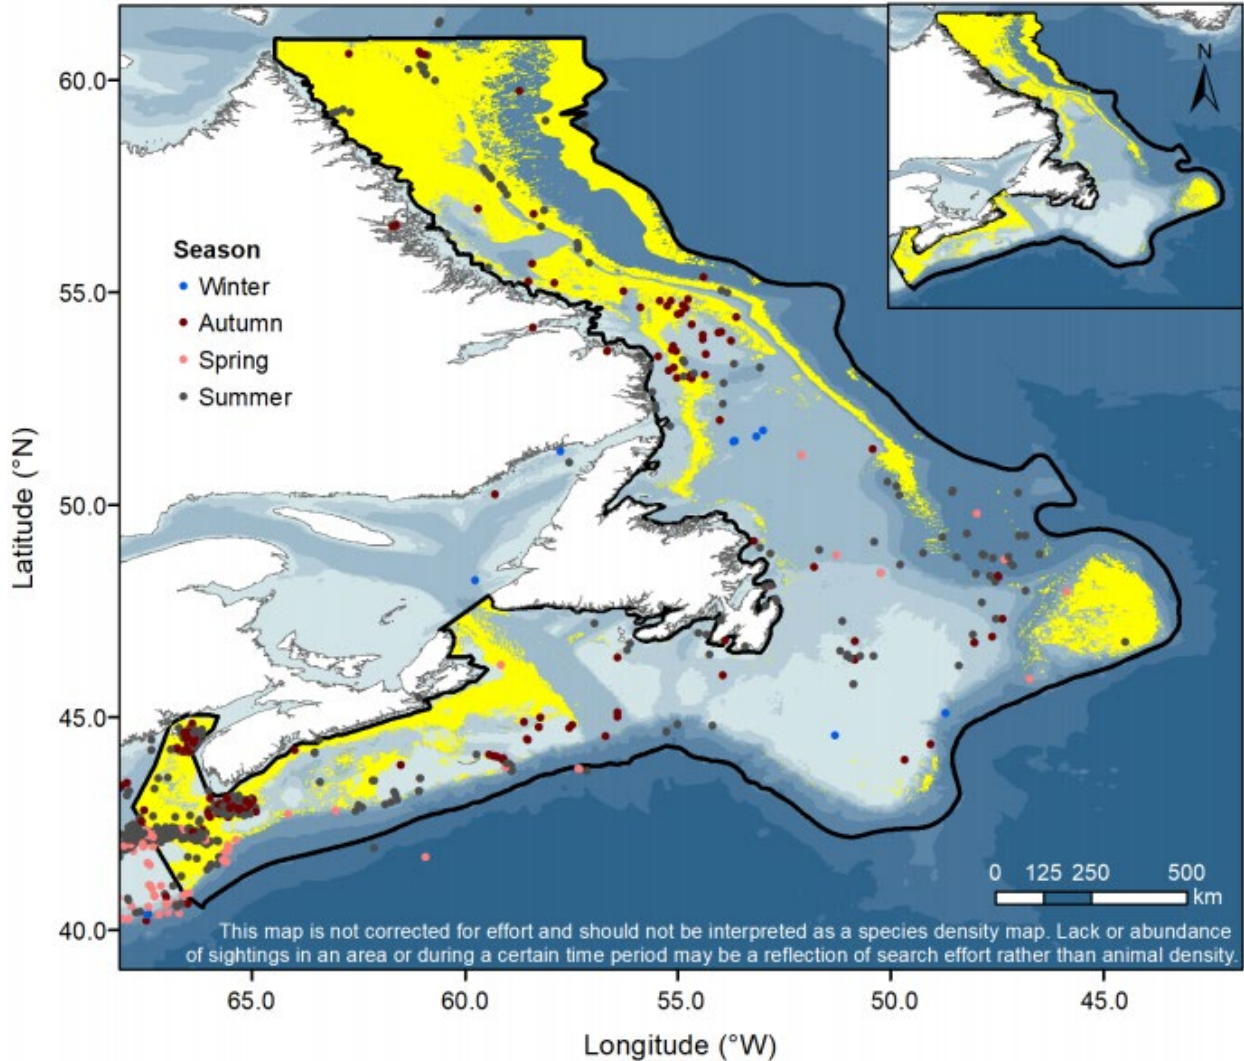 N
60.0
55.0
50.0
45.0
40.0
Latitude (°N)
Season
Winter
Autumn
Spring
Summer
0 125 250 500
km
This map is not corrected for effort and should not be interpreted as a species density map. Lack or abundance
of sightings in an area or during a certain time period may be a reflection of search effort rather than animal density.
65.0 60.0 55.0 50.0 45.0
Longitude (°W)